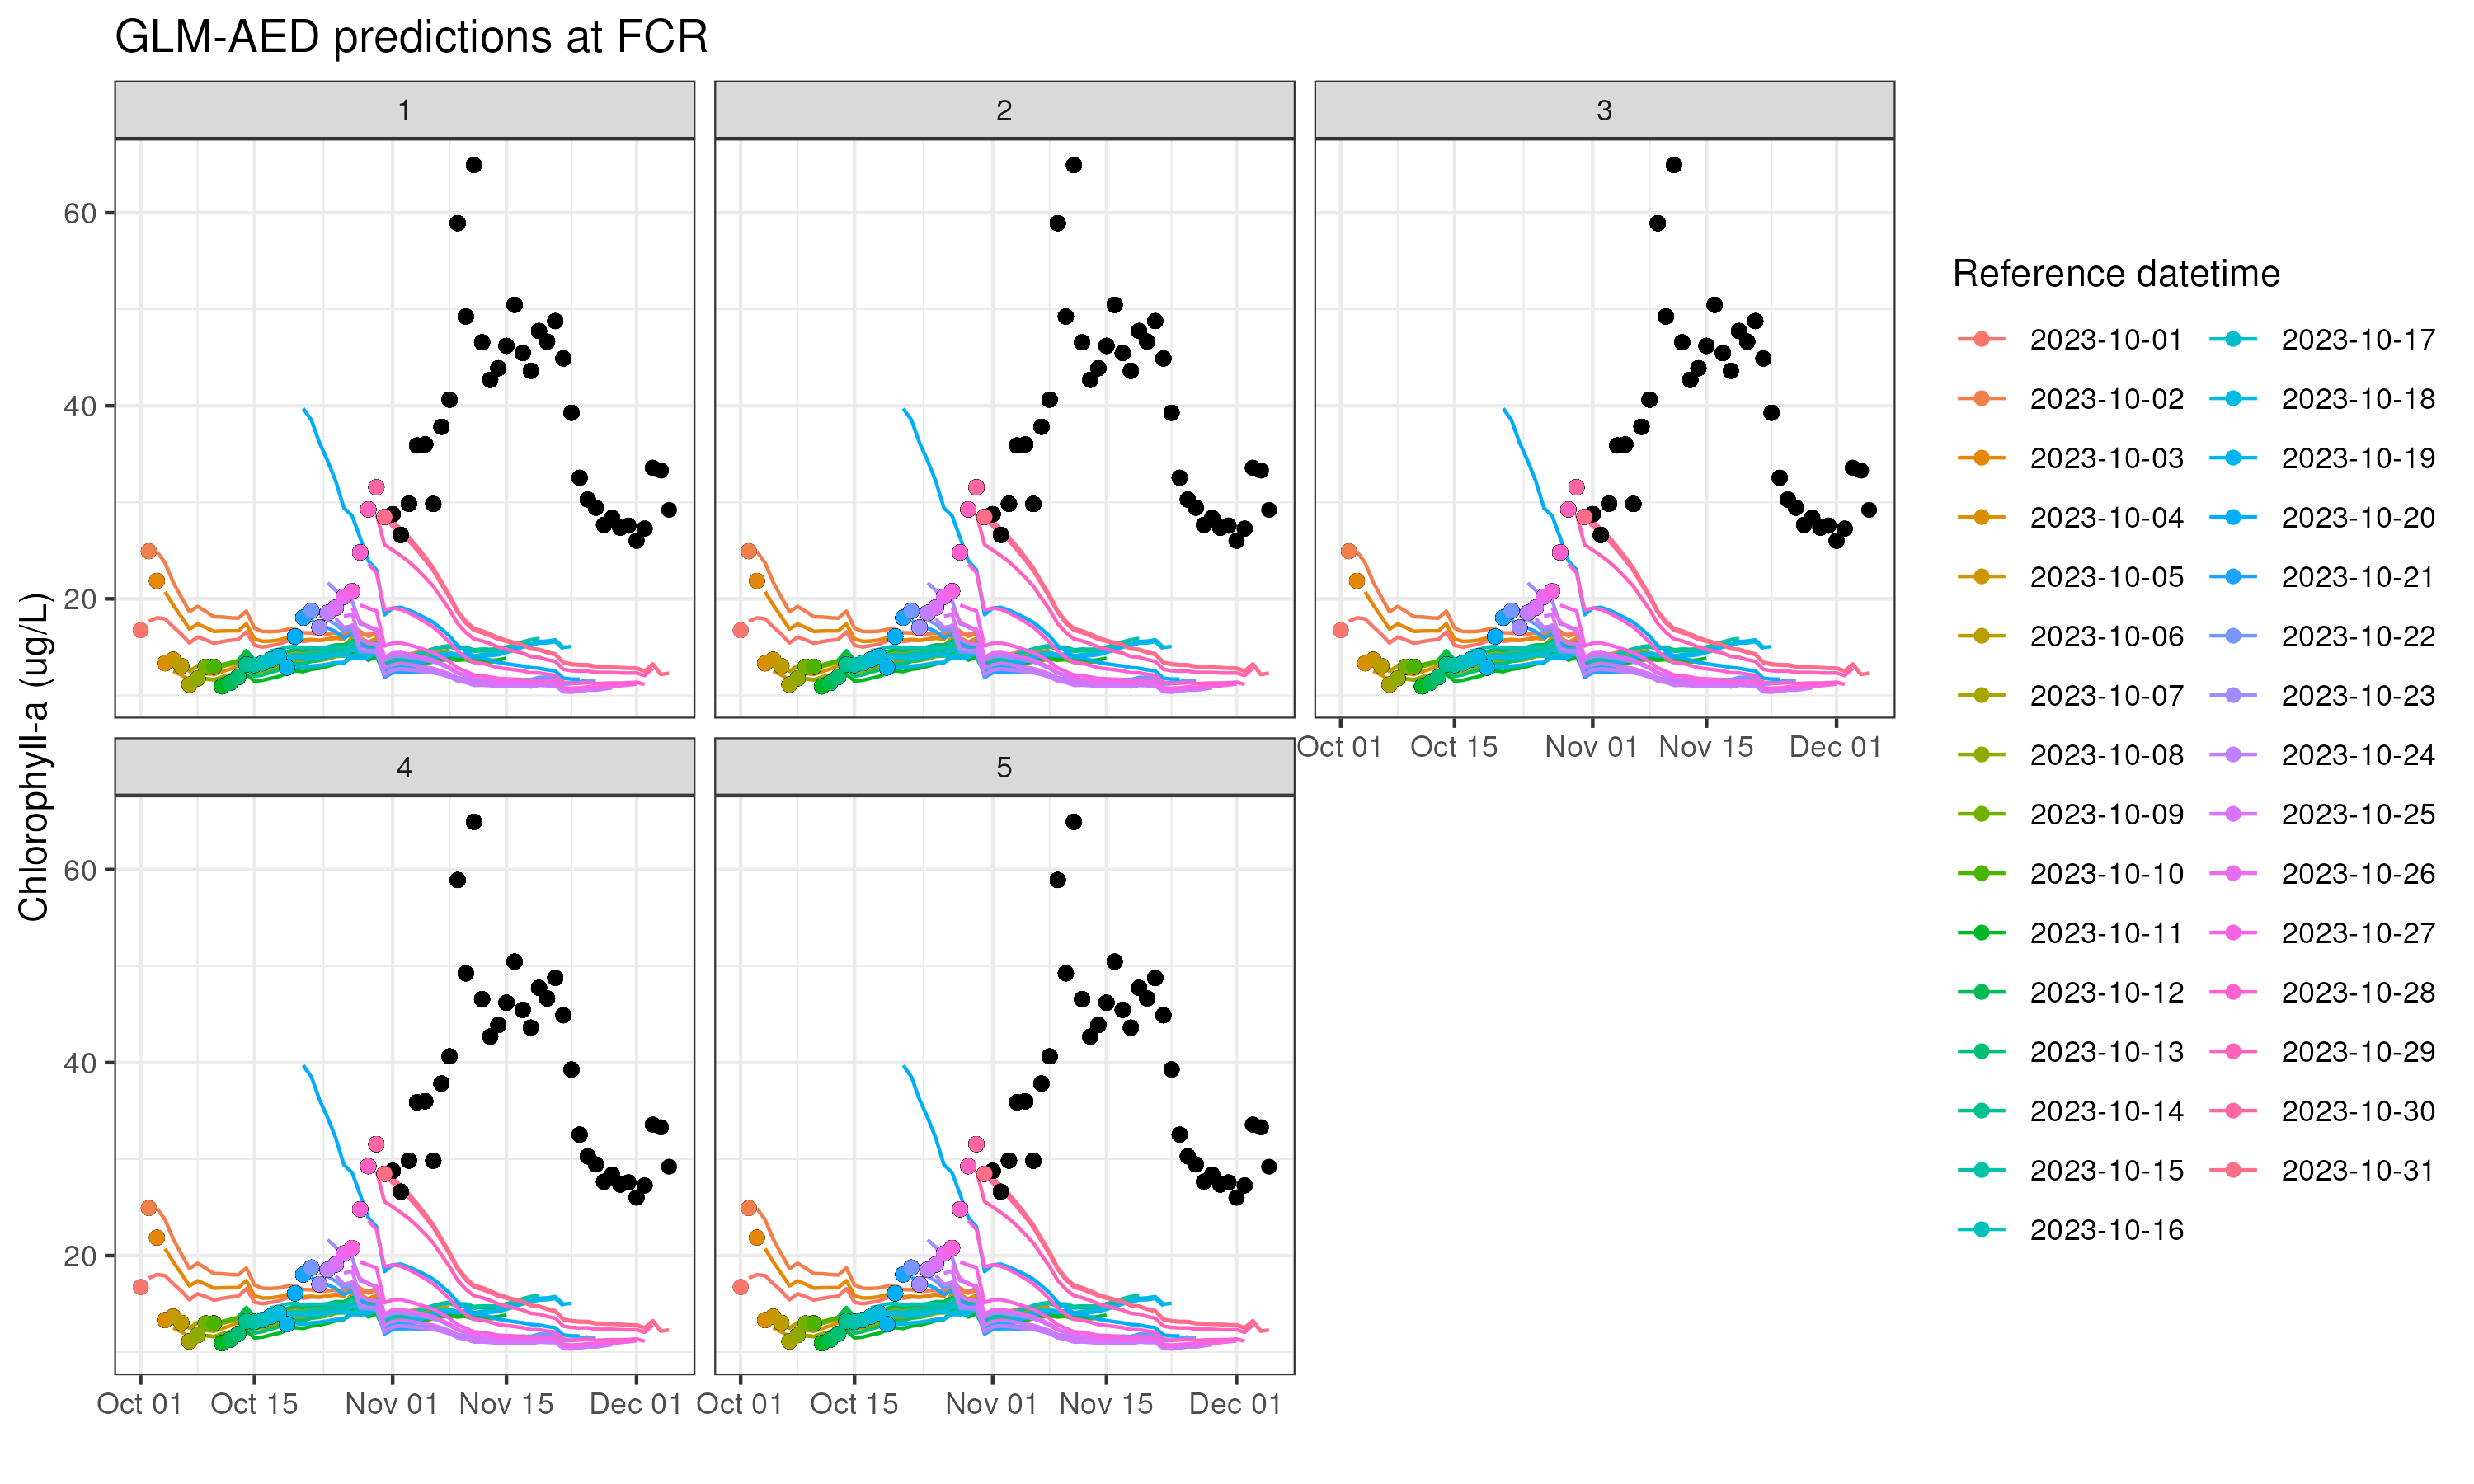 GLM-AED predictions at FCR
1
2
3
60
40
20
Oct 01
Oct 15
Nov 01
Nov 15
Dec 01
4
5
60
40
20
Oct 01
Oct 15
Nov 01
Nov 15
Dec 01
Oct 01
Oct 15
Nov 01
Nov 15
Dec 01
Chlorophyll-a (ug/L)
Reference datetime
2023-10-01
2023-10-02
2023-10-03
2023-10-04
2023-10-05
2023-10-06
2023-10-07
2023-10-08
2023-10-09
2023-10-10
2023-10-11
2023-10-12
2023-10-13
2023-10-14
2023-10-15
2023-10-16
2023-10-17
2023-10-18
2023-10-19
2023-10-20
2023-10-21
2023-10-22
2023-10-23
2023-10-24
2023-10-25
2023-10-26
2023-10-27
2023-10-28
2023-10-29
2023-10-30
2023-10-31